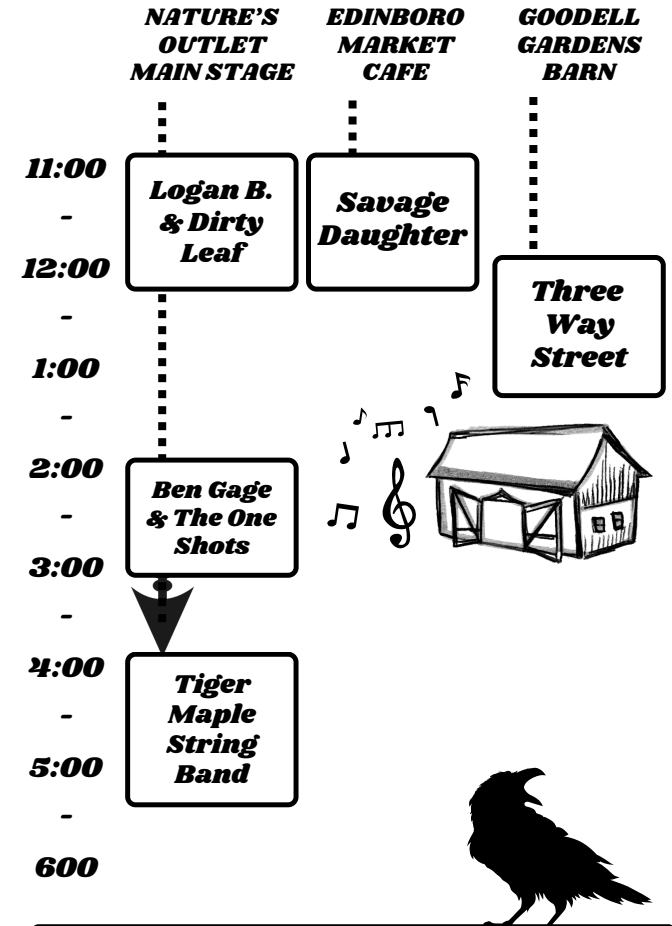 NATURE'S
OUTLET
MAIN STAGE
EDINBORO
MARKET
CAFE
GOODELL
GARDENS
BARN
11:00
-
12:00
-
1:00
-
2:00
-
3:00
-
4:00
-
5:00
-
600
Logan B.
& Dirty
Leaf
Savage
Daughter
Three
Way
Street
Ben Gage
& The One
Shots
Tiger
Maple
String
Band